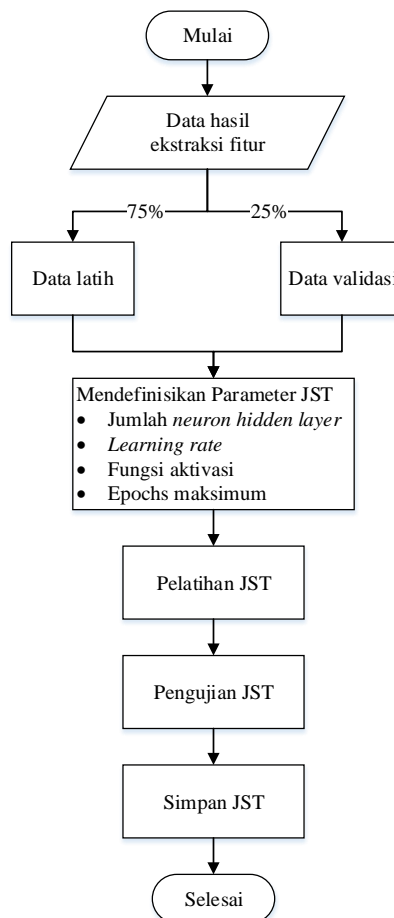 Mulai
Data hasil
ekstraksi fitur
75%
25%
Data latih
Data validasi
Mendefinisikan Parameter JST
• Jumlah neuron hidden layer
• Learning rate
• Fungsi aktivasi
• Epochs maksimum
Pelatihan JST
Pengujian JST
Simpan JST
Selesai